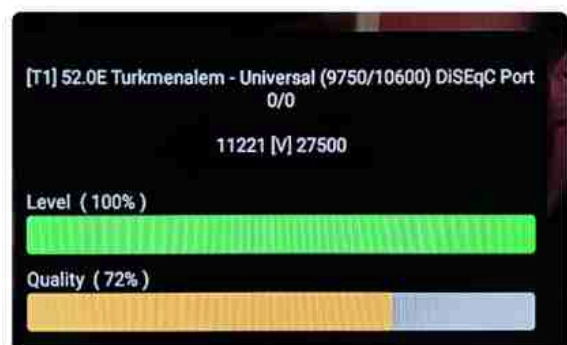 [T1] 52.0E Turkmenalem - Universal (9750/10600) DiSEqC Port
0/0
11221 [V] 27500
Level ( 100% )
Quality ( 72% )